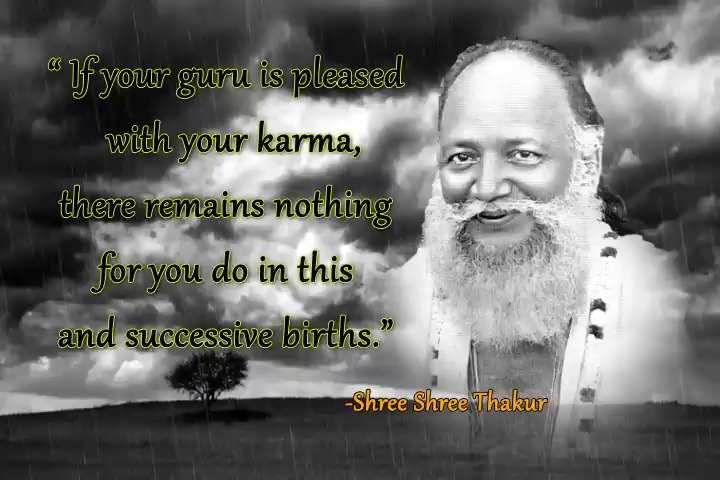 “ If your guru is pleased
with your karma,
there remains nothing
for you do in this
and successive births.”
-Shree Shree Thakur